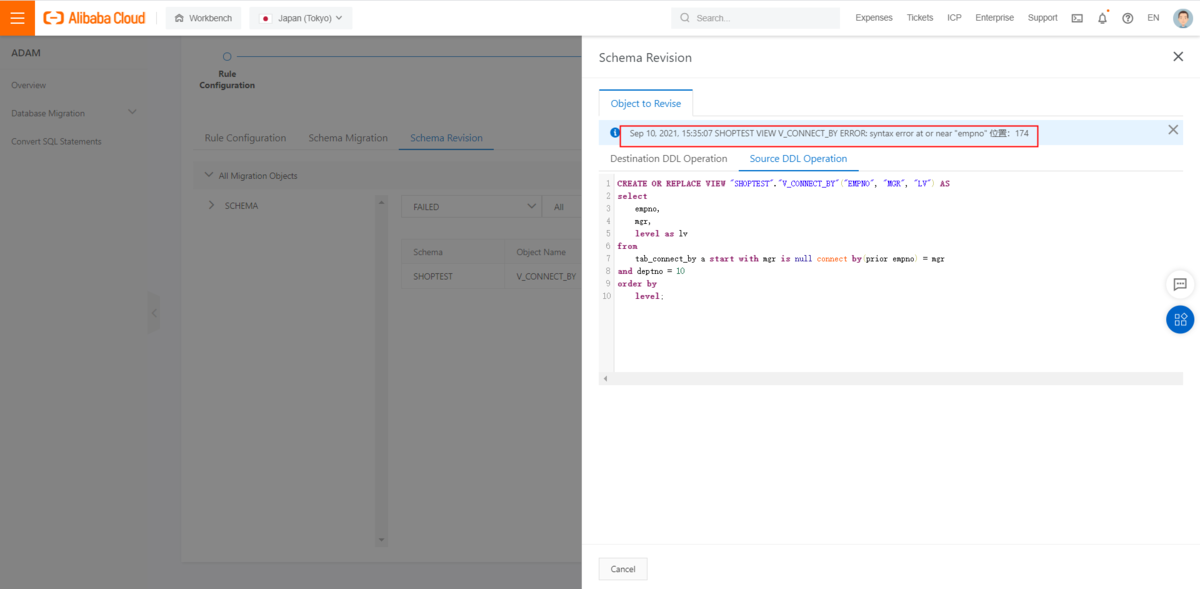 Alibaba Cloud
Workbench
Japan (Tokyo)
Search...
Expenses
Tickets
ICP
Enterprise
Support
EN
ADAM
Overview
Database Migration
Convert SQL Statements
Rule
Configuration
Rule Configuration
Schema Migration
Schema Revision
All Migration Objects
SCHEMA
FAILED
All
Schema
Object Name
SHOPTEST
V_CONNECT_BY
Schema Revision
Object to Revise
Sep 10, 2021, 15:35:07 SHOPTEST VIEW V_CONNECT_BY ERROR: syntax error at or near "empno" 位置：174
Destination DDL Operation
Source DDL Operation
1 CREATE OR REPLACE VIEW "SHOPTEST"."V_CONNECT_BY"("EMPNO", "MGR", "LV") AS
2 select
3 empno,
4 mgr,
5 level as lv
6 from
7 tab_connect_by a start with mgr is null connect by(prior empno) = mgr
8 and deptno = 10
9 order by
10 level;
Cancel